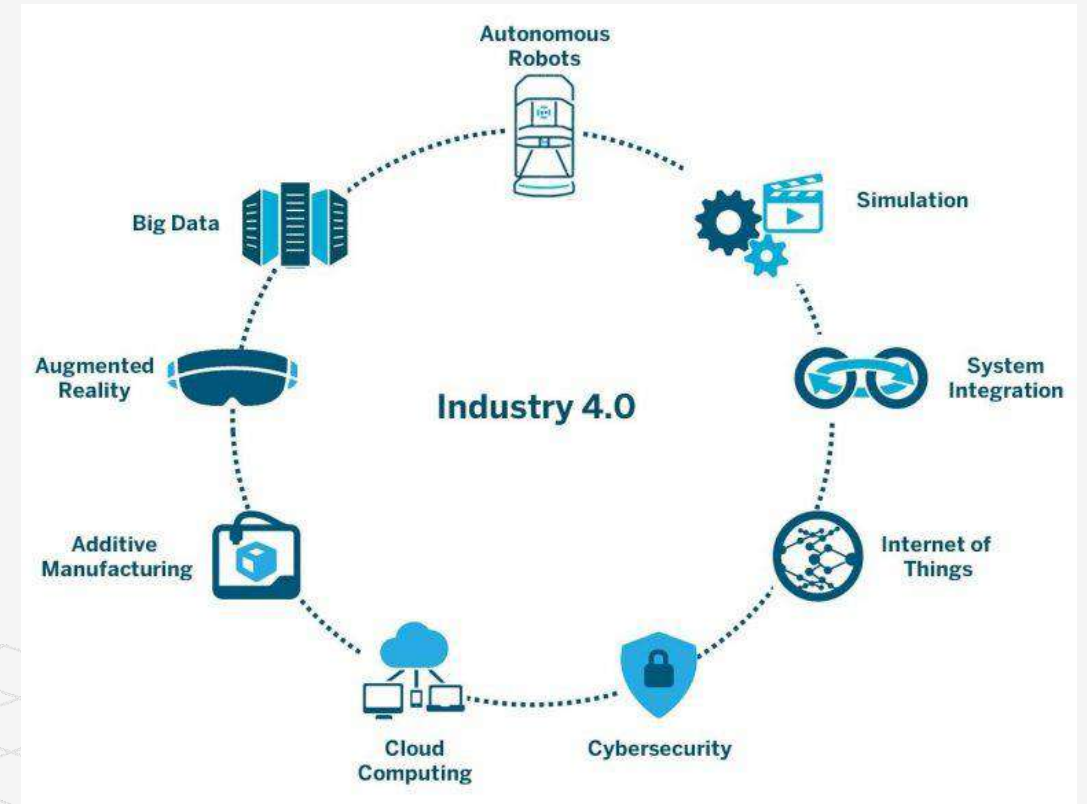 Autonomous
Robots
Simulation
Big Data
System
Integration
Augmented
Reality
Industry 4.0
Internet of
Things
Additive
Manufacturing
Cybersecurity
Cloud
Computing